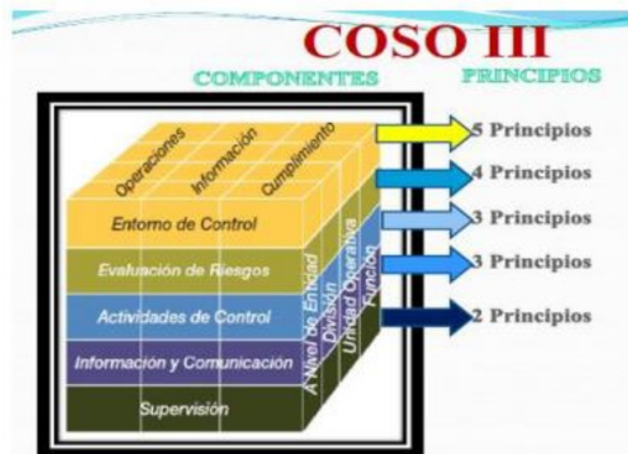 COSO III
COMPONENTES PRINCIPIOS
Operaciones
Información
Cumplimiento
5 Principios
4 Principios
3 Principios
3 Principios
2 Principios
Entorno de Control
Evaluación de Riesgos
Actividades de Control
Información y Comunicación
Supervisión
A Nivel de Entidad
División
Unidad Operativa
Función